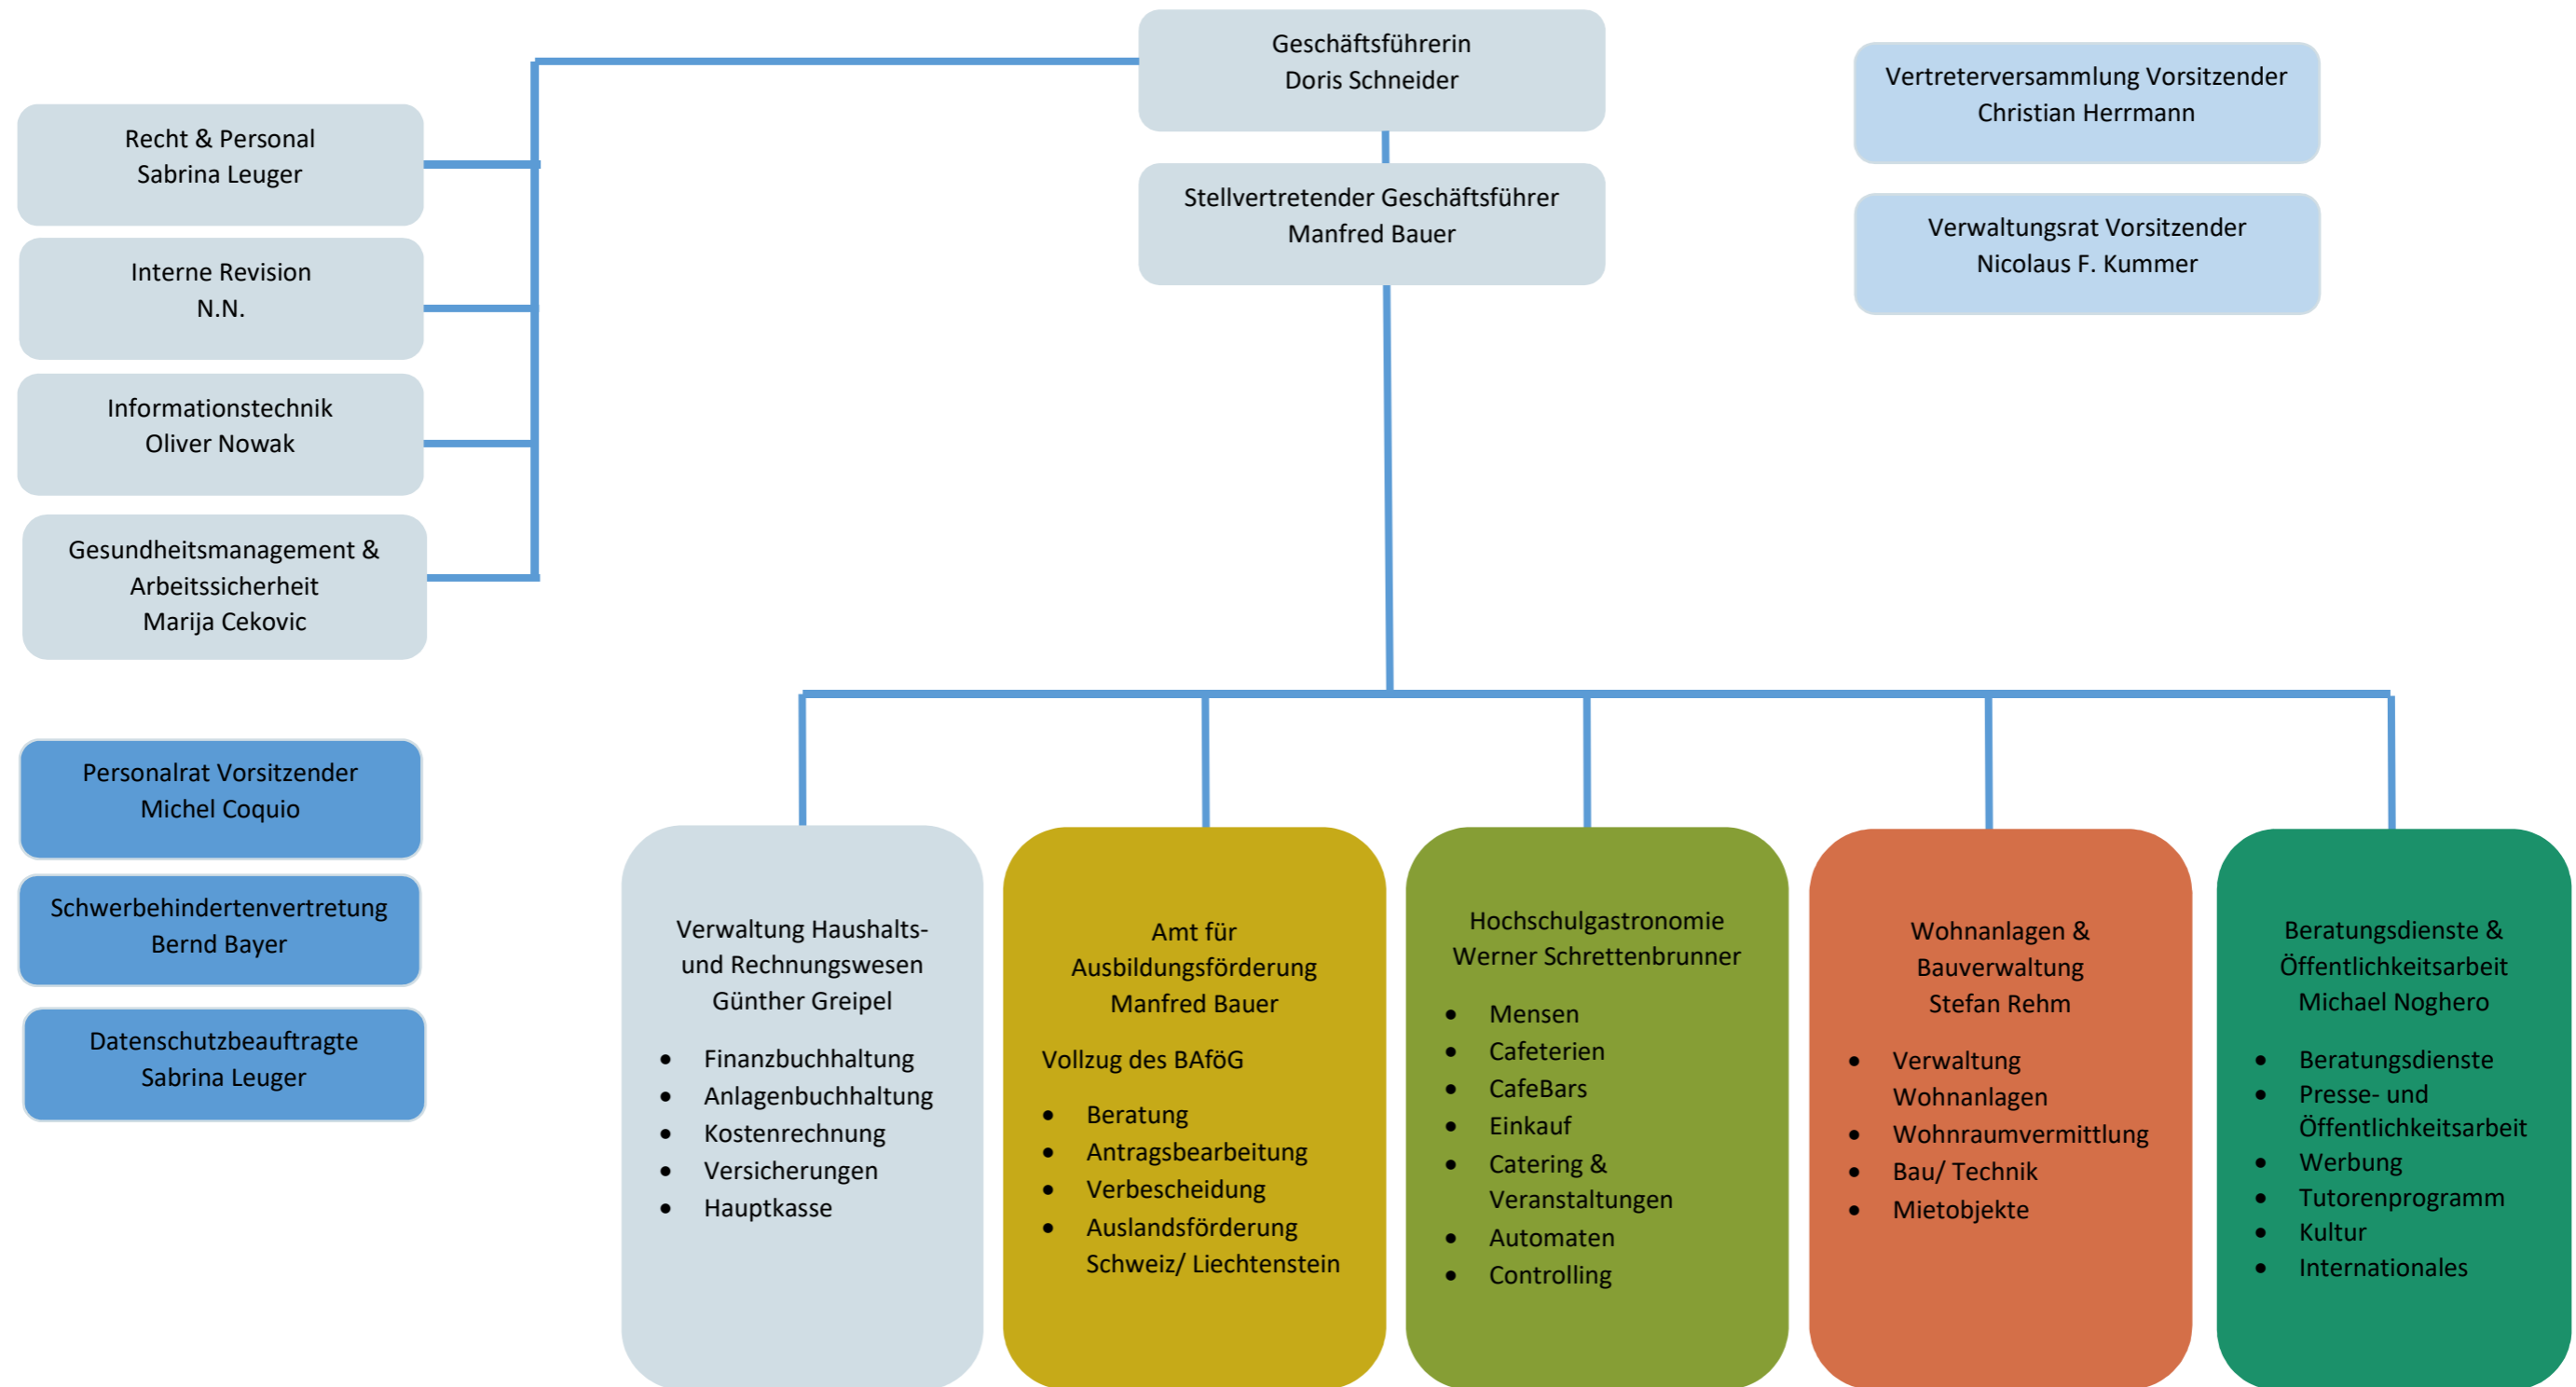 Geschäftsführerin
Doris Schneider
Stellvertretender Geschäftsführer
Manfred Bauer
Vertreterversammlung Vorsitzender
Christian Herrmann
Verwaltungsrat Vorsitzender
Nicolaus F. Kummer
Recht & Personal
Sabrina Leuger
Interne Revision
N.N.
Informationstechnik
Oliver Nowak
Gesundheitsmanagement &
Arbeitssicherheit
Marija Cekovic
Personalrat Vorsitzender
Michel Coquio
Schwerbehindertenvertretung
Bernd Bayer
Datenschutzbeauftragte
Sabrina Leuger
Verwaltung Haushalts-
und Rechnungswesen
Günther Greipel
• Finanzbuchhaltung
• Anlagenbuchhaltung
• Kostenrechnung
• Versicherungen
• Hauptkasse
Amt für
Ausbildungsförderung
Manfred Bauer
Vollzug des BAföG
• Beratung
• Antragsbearbeitung
• Verbescheidung
• Auslandsförderung
Schweiz/ Liechtenstein
Hochschulgastronomie
Werner Schrettenbrunner
• Mensen
• Cafeterien
• CafeBars
• Einkauf
• Catering &
Veranstaltungen
• Automaten
• Controlling
Wohnanlagen &
Bauverwaltung
Stefan Rehm
• Verwaltung
Wohnanlagen
• Wohnraumvermittlung
• Bau/ Technik
• Mietobjekte
Beratungsdienste &
Öffentlichkeitsarbeit
Michael Noghero
• Beratungsdienste
• Presse- und
Öffentlichkeitsarbeit
• Werbung
• Tutorenprogramm
• Kultur
• Internationales